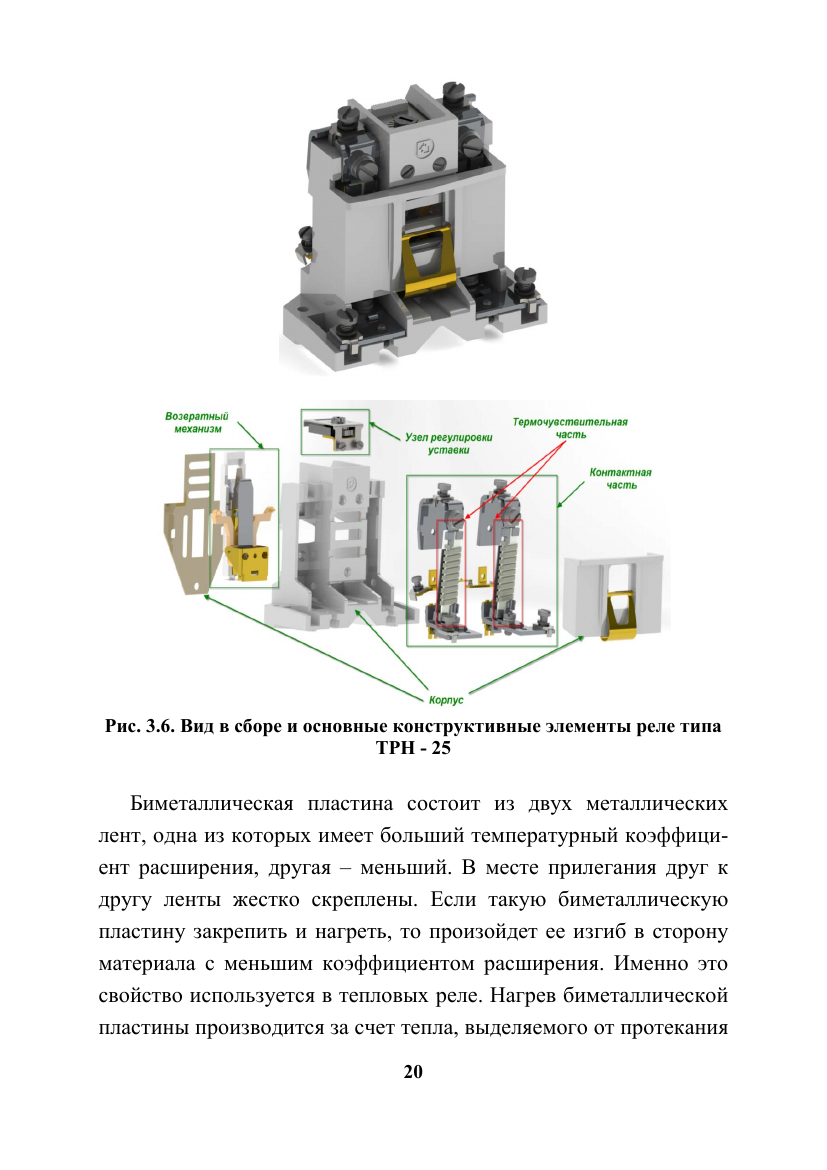 Возвратный
механизм
Узел регулировки
уставки
Термочувствительная
часть
Контактная
часть
Корпус
Рис. 3.6. Вид в сборе и основные конструктивные элементы реле типа
ТРН - 25
Биметаллическая пластина состоит из двух металлических
лент, одна из которых имеет больший температурный коэффици-
ент расширения, другая – меньший. В месте прилегания друг к
другу ленты жестко скреплены. Если такую биметаллическую
пластину закрепить и нагреть, то произойдет ее изгиб в сторону
материала с меньшим коэффициентом расширения. Именно это
свойство используется в тепловых реле. Нагрев биметаллической
пластины производится за счет тепла, выделяемого от протекания
20